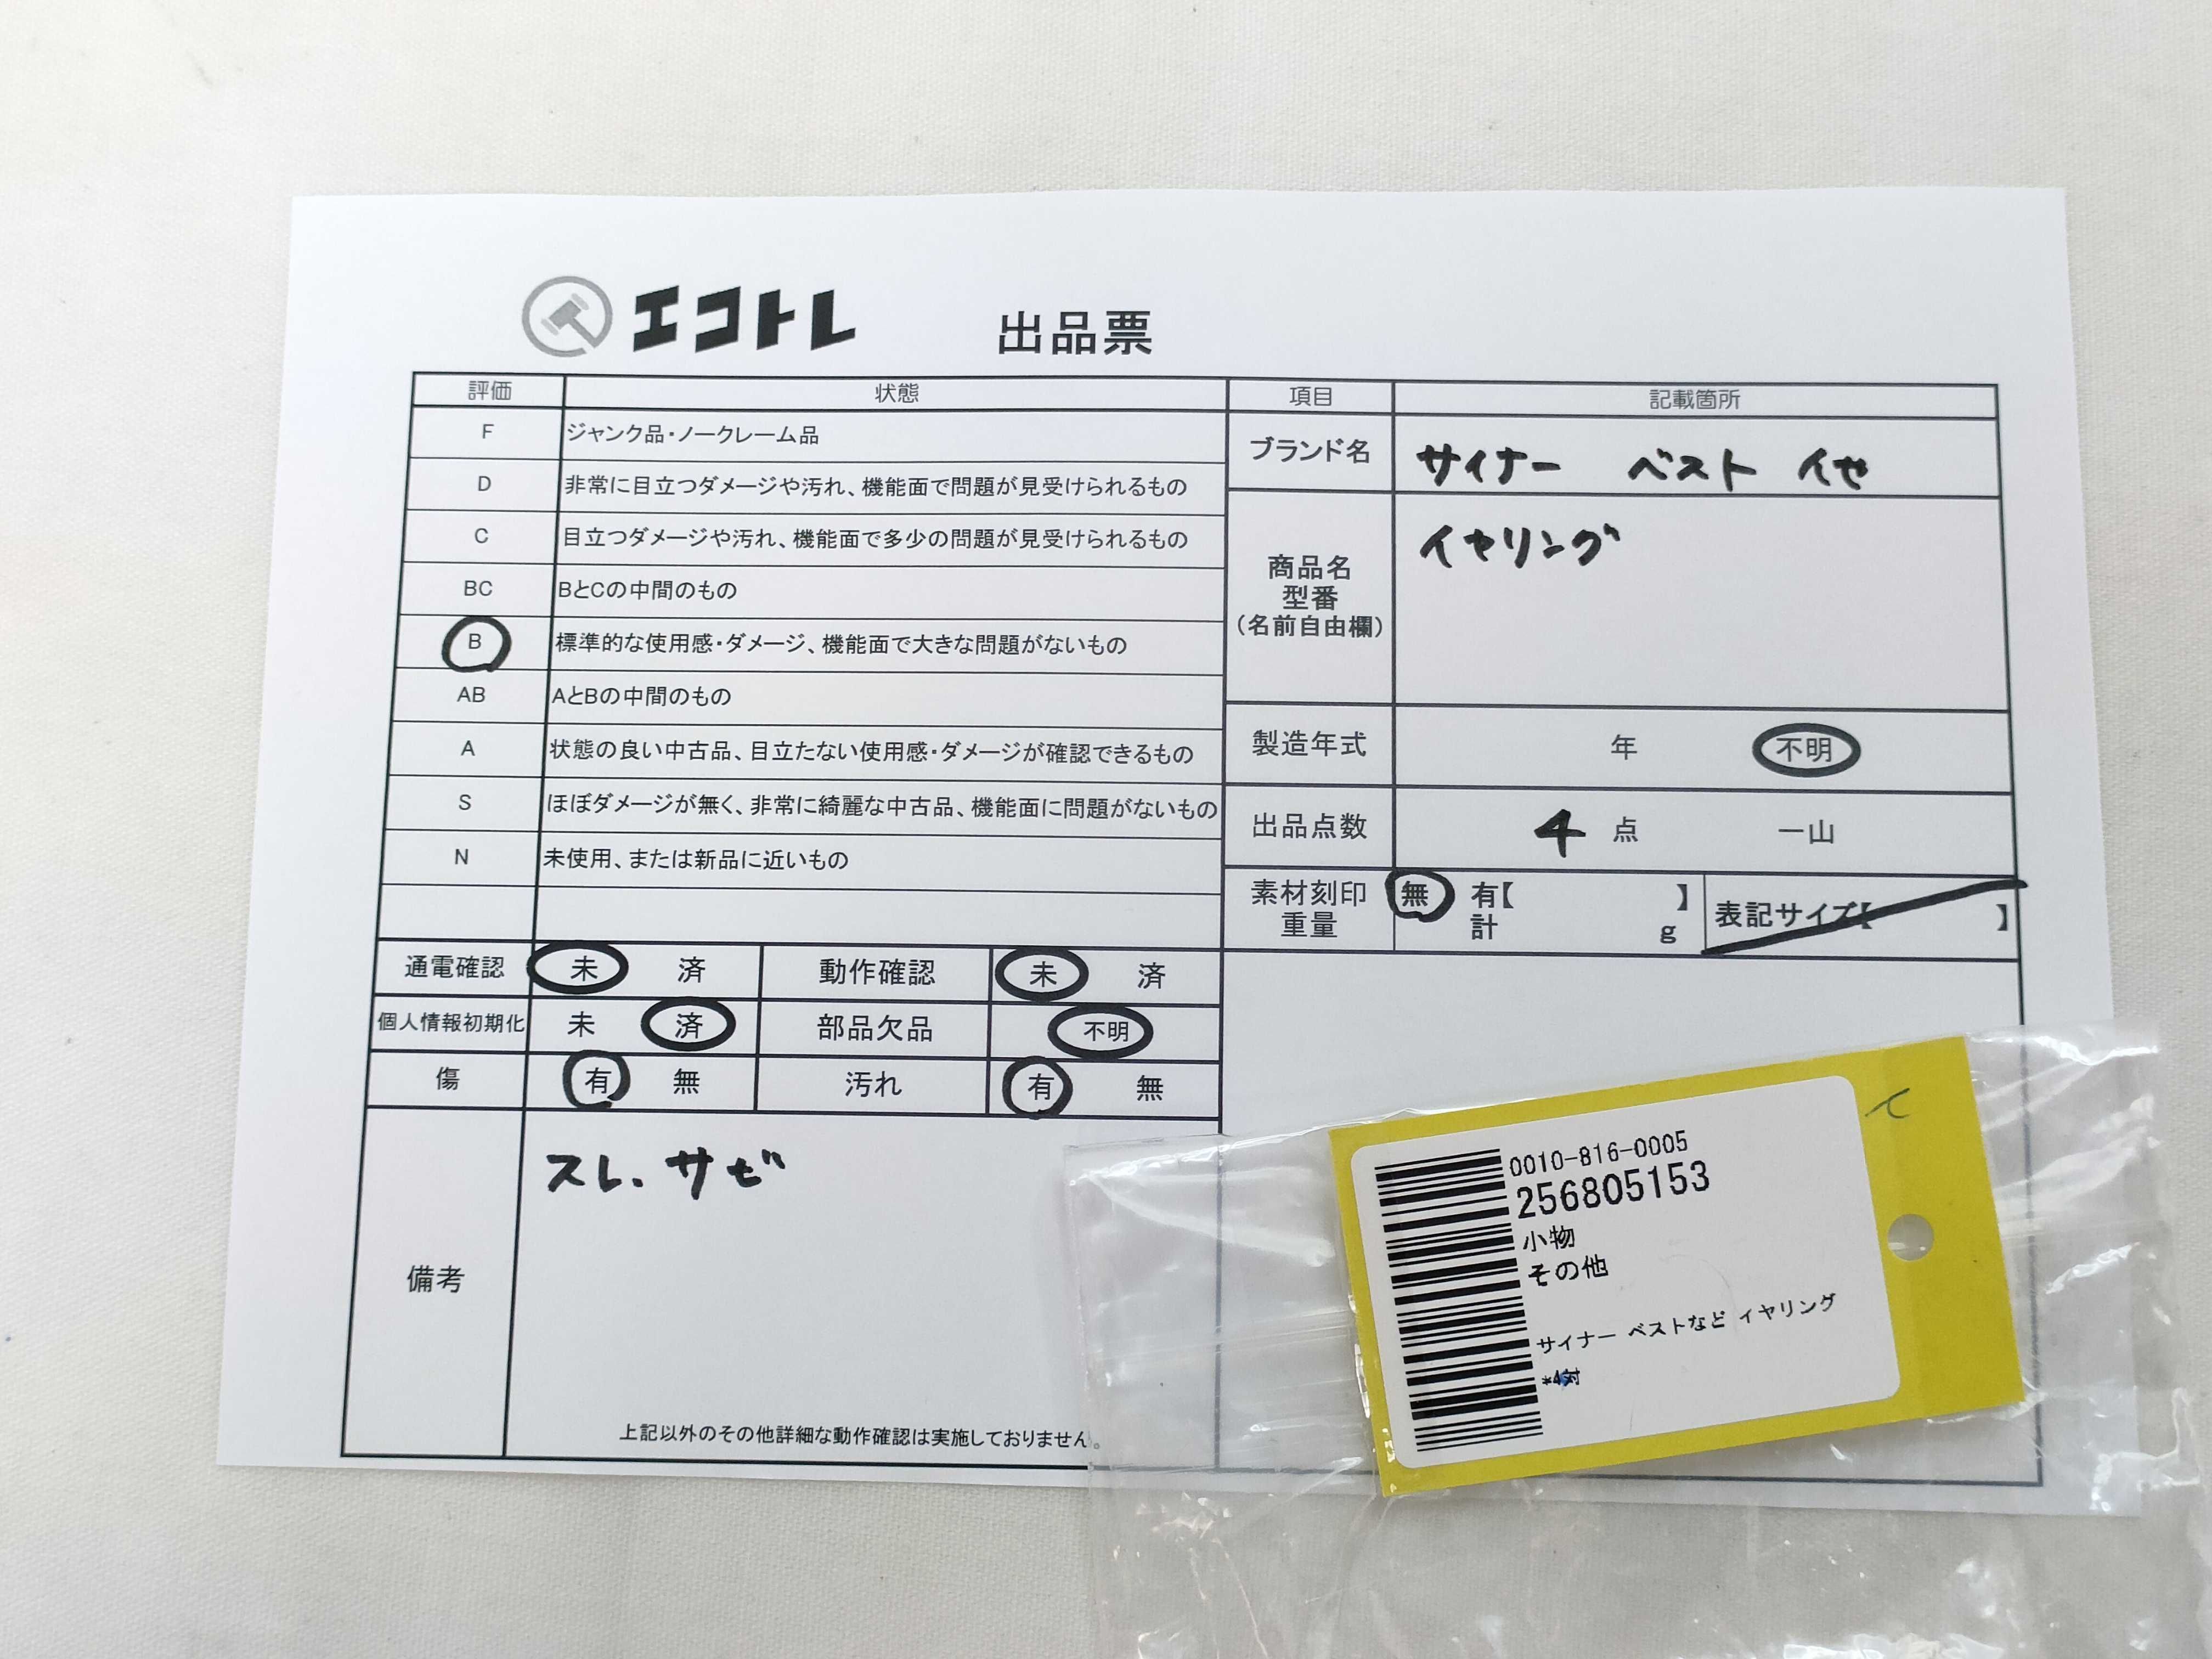 エコトレ 出品票
評価 状態
F ジャンク品・ノークレーム品
D 非常に目立つダメージや汚れ、機能面で問題が見受けられるもの
C 目立つダメージや汚れ、機能面で多少の問題が見受けられるもの
BC BとCの中間のもの
B 標準的な使用感・ダメージ、機能面で大きな問題がないもの
AB AとBの中間のもの
A 状態の良い中古品、目立たない使用感・ダメージが確認できるもの
S ほぼダメージが無く、非常に綺麗な中古品、機能面に問題がないもの
N 未使用、または新品に近いもの
通電確認 未 済 動作確認 未 済
個人情報初期化 未 済 部品欠品 不明
傷 有 無 汚れ 有 無
備考
スレ、サビ
上記以外のその他詳細な動作確認は実施しておりません。
項目 記載箇所
ブランド名 サイナー ベスト イセ
商品名
型番
(名前自由欄)
イヤリング
製造年式 年 不明
出品点数 4 点 一山
素材刻印 無 有【 】
重量 計 g
表記サイズ【 】
0010-816-0005
256805153
小物
その他
サイナー ベストなど イヤリング
*4対